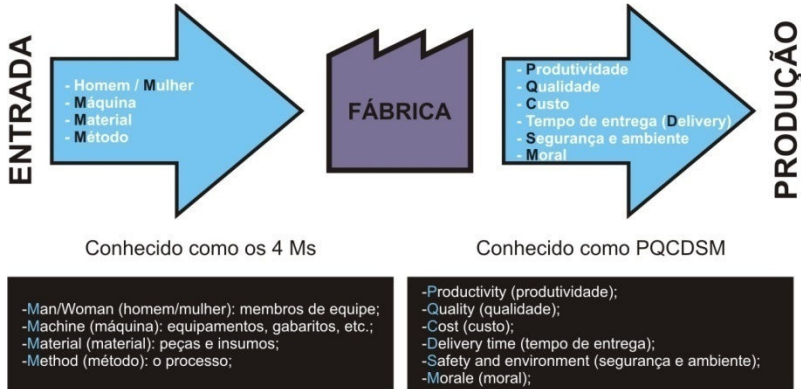 ENTRADA
- Homem / Mulher
- Máquina
- Material
- Método
FÁBRICA
- Produtividade
- Qualidade
- Custo
- Tempo de entrega (Delivery)
- Segurança e ambiente
- Moral
PRODUÇÃO
Conhecido como os 4 Ms
Conhecido como PQCDSM
-Man/Woman (homem/mulher): membros de equipe;
-Machine (máquina): equipamentos, gabaritos, etc.;
-Material (material): peças e insumos;
-Method (método): o processo;
-Productivity (produtividade);
-Quality (qualidade);
-Cost (custo);
-Delivery time (tempo de entrega);
-Safety and environment (segurança e ambiente);
-Morale (moral);